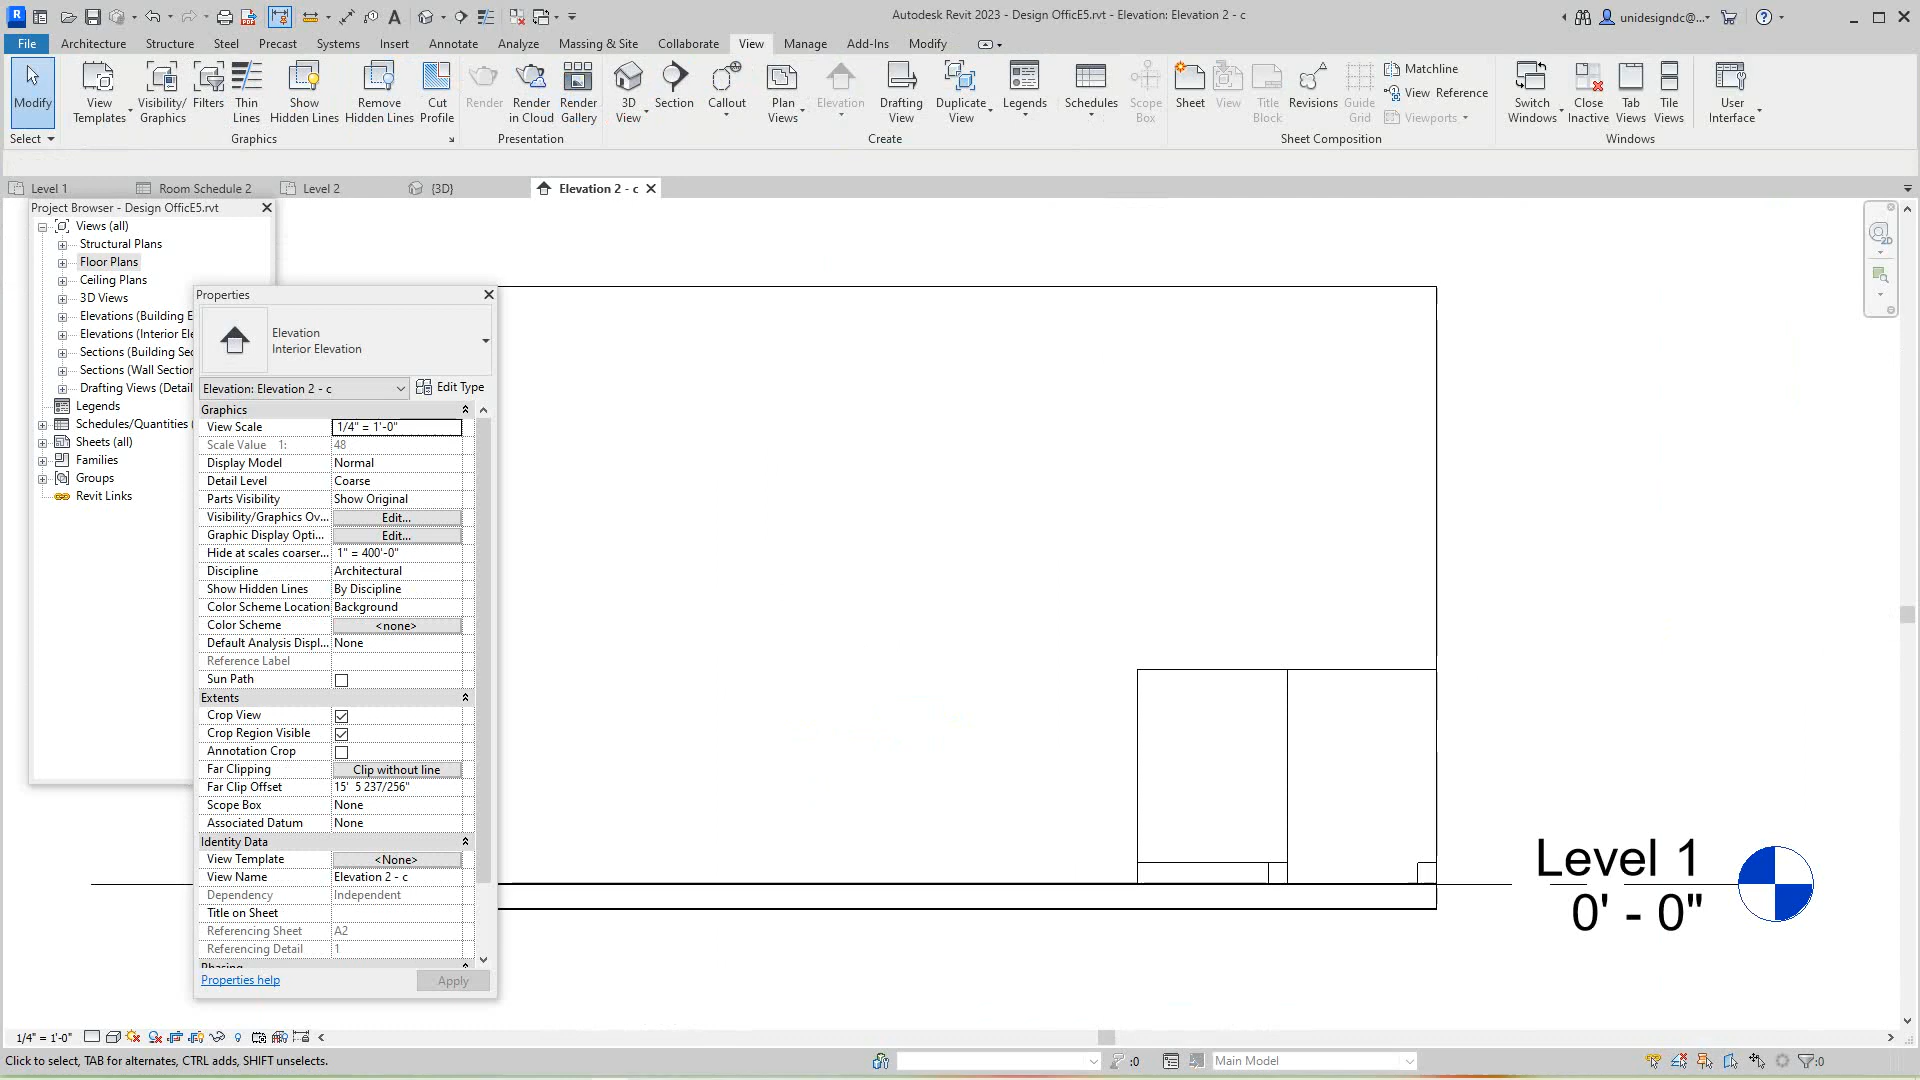 Autodesk Revit 2023 - Design OfficE5.rvt - Elevation: Elevation 2 - c
unidesigndc@...
File Architecture Structure Steel Precast Systems Insert Annotate Analyze Massing & Site Collaborate View Manage Add-Ins Modify
Modify
View Templates
Visibility/ Graphics
Filters
Thin Lines
Show Hidden Lines
Remove Hidden Lines
Cut Profile
Render
Render in Cloud
Render Gallery
3D View
Section
Callout
Plan Views
Elevation
Drafting View
Duplicate View
Legends
Schedules
Scope Box
Sheet
View
Title Block
Revisions
Guide Grid
Matchline
View Reference
Viewports
Switch Windows
Close Inactive
Tab Views
Tile Views
User Interface
Select Graphics Presentation Create Sheet Composition Windows
Level 1 Room Schedule 2 Level 2 {3D} Elevation 2 - c
Project Browser - Design OfficE5.rvt
Views (all)
Structural Plans
Floor Plans
Ceiling Plans
3D Views
Elevations (Building E
Elevations (Interior Ele
Sections (Building Sec
Sections (Wall Section
Drafting Views (Detail
Legends
Schedules/Quantities (
Sheets (all)
Families
Groups
Revit Links
Properties
Elevation
Interior Elevation
Elevation: Elevation 2 - c Edit Type
Graphics
View Scale 1/4" = 1'-0"
Scale Value 1: 48
Display Model Normal
Detail Level Coarse
Parts Visibility Show Original
Visibility/Graphics Ov... Edit...
Graphic Display Opti... Edit...
Hide at scales coarser... 1" = 400'-0"
Discipline Architectural
Show Hidden Lines By Discipline
Color Scheme Location Background
Color Scheme <none>
Default Analysis Displ... None
Reference Label
Sun Path
Extents
Crop View
Crop Region Visible
Annotation Crop
Far Clipping Clip without line
Far Clip Offset 15' 5 237/256"
Scope Box None
Associated Datum None
Identity Data
View Template <None>
View Name Elevation 2 - c
Dependency Independent
Title on Sheet
Referencing Sheet A2
Referencing Detail 1
Phasing
Properties help Apply
Level 1
0' - 0"
2D
1/4" = 1'-0"
Click to select, TAB for alternates, CTRL adds, SHIFT unselects.
:0
Main Model
:0